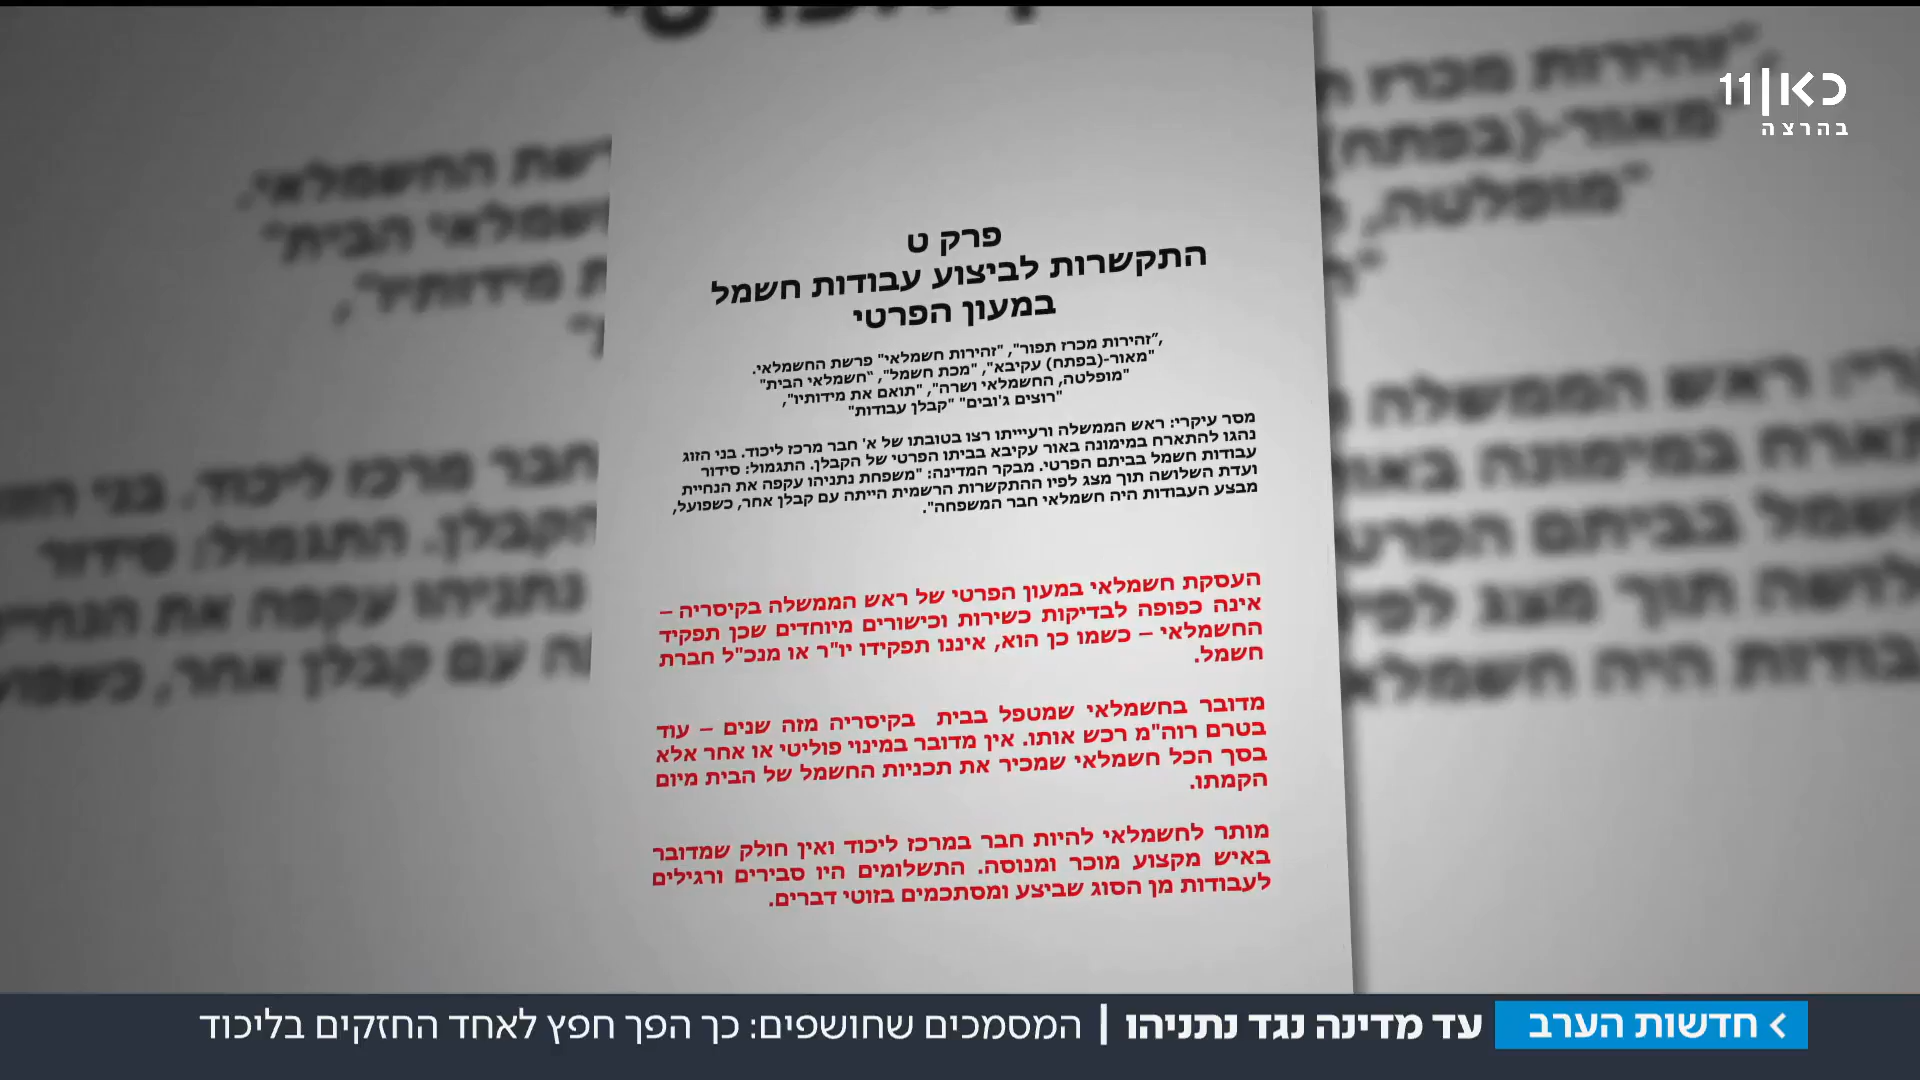 כאן 11
בהרצה
פרק ט
התקשרות לביצוע עבודות חשמל
במעון הפרטי
"זהירות מכרז תפור", "זהירות חשמלאי" פרשת החשמלאי.,
"מאור-(בפתח) עקיבא", "מכת חשמל", "חשמלאי הבית"
"מופלטה, החשמלאי ושרה", "תואם את מידותיו",
"רוצים ג'ובים" "קבלן עבודות"
מסר עיקרי: ראש הממשלה ורעייתו רצו בטובתו של א' חבר מרכז ליכוד. בני הזוג
נהגו להתארח במימונה באור עקיבא בביתו הפרטי של הקבלן. התגמול: סידור
עבודות חשמל בביתם הפרטי. מבקר המדינה: "משפחת נתניהו עקפה את הנחיית
ועדת השלושה תוך מצג לפיו ההתקשרות הרשמית הייתה עם קבלן אחר, כשפועל,
מבצע העבודות היה חשמלאי חבר המשפחה".
העסקת חשמלאי במעון הפרטי של ראש הממשלה בקיסריה –
אינה כפופה לבדיקות כשירות וכישורים מיוחדים שכן תפקיד
החשמלאי – כשמו כן הוא, איננו תפקידו יו"ר או מנכ"ל חברת
חשמל.
מדובר בחשמלאי שמטפל בבית בקיסריה מזה שנים – עוד
בטרם רוה"מ רכש אותו. אין מדובר במינוי פוליטי או אחר אלא
בסך הכל חשמלאי שמכיר את תכניות החשמל של הבית מיום
הקמתו.
מותר לחשמלאי להיות חבר במרכז ליכוד ואין חולק שמדובר
באיש מקצוע מוכר ומנוסה. התשלומים היו סבירים ורגילים
לעבודות מן הסוג שביצע ומסתכמים בזוטי דברים.
חדשות הערב
עד מדינה נגד נתניהו | המסמכים שחושפים: כך הפך חפץ לאחד החזקים בליכוד